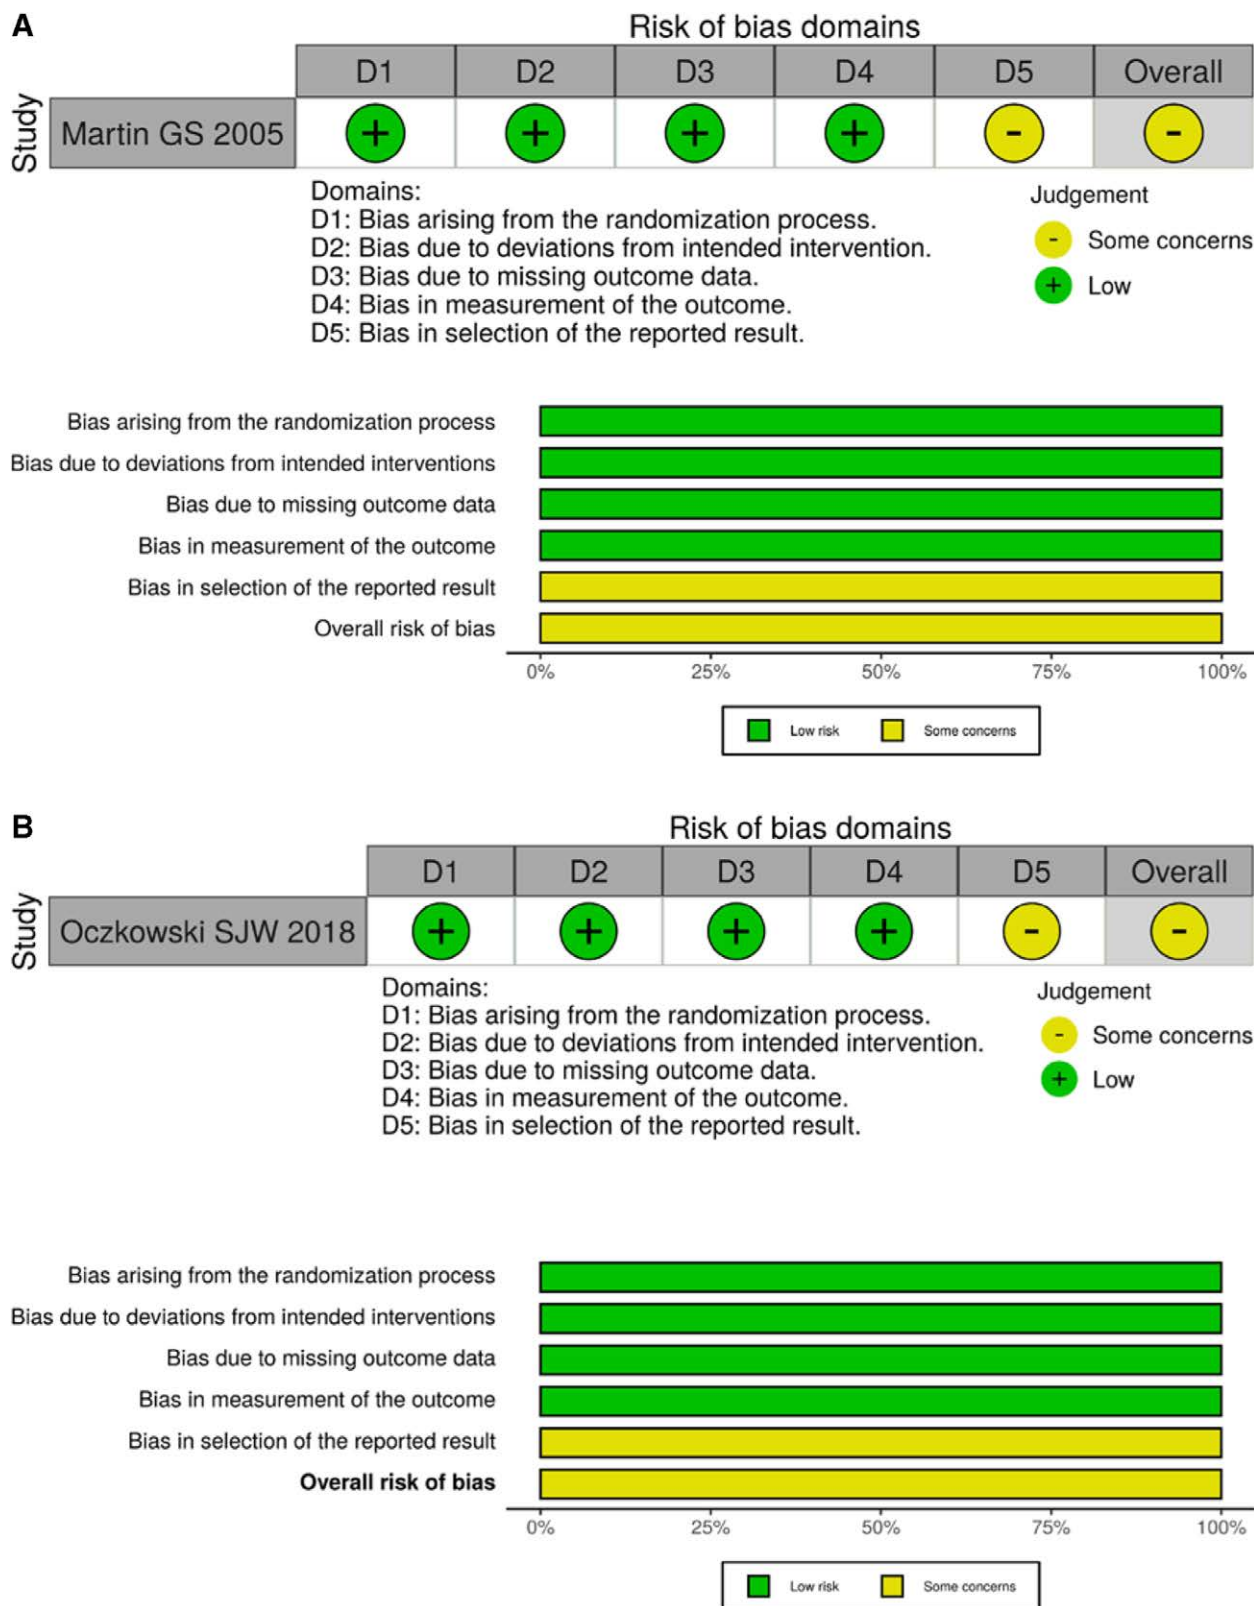 A
Risk of bias domains
D1 D2 D3 D4 D5 Overall
Study
Martin GS 2005 + + + + - -
Domains:
D1: Bias arising from the randomization process.
D2: Bias due to deviations from intended intervention.
D3: Bias due to missing outcome data.
D4: Bias in measurement of the outcome.
D5: Bias in selection of the reported result.
Judgement
- Some concerns
+ Low
Bias arising from the randomization process
Bias due to deviations from intended interventions
Bias due to missing outcome data
Bias in measurement of the outcome
Bias in selection of the reported result
Overall risk of bias
0% 25% 50% 75% 100%
Low risk Some concerns
B
Risk of bias domains
D1 D2 D3 D4 D5 Overall
Study
Oczkowski SJW 2018 + + + + - -
Domains:
D1: Bias arising from the randomization process.
D2: Bias due to deviations from intended intervention.
D3: Bias due to missing outcome data.
D4: Bias in measurement of the outcome.
D5: Bias in selection of the reported result.
Judgement
- Some concerns
+ Low
Bias arising from the randomization process
Bias due to deviations from intended interventions
Bias due to missing outcome data
Bias in measurement of the outcome
Bias in selection of the reported result
Overall risk of bias
0% 25% 50% 75% 100%
Low risk Some concerns